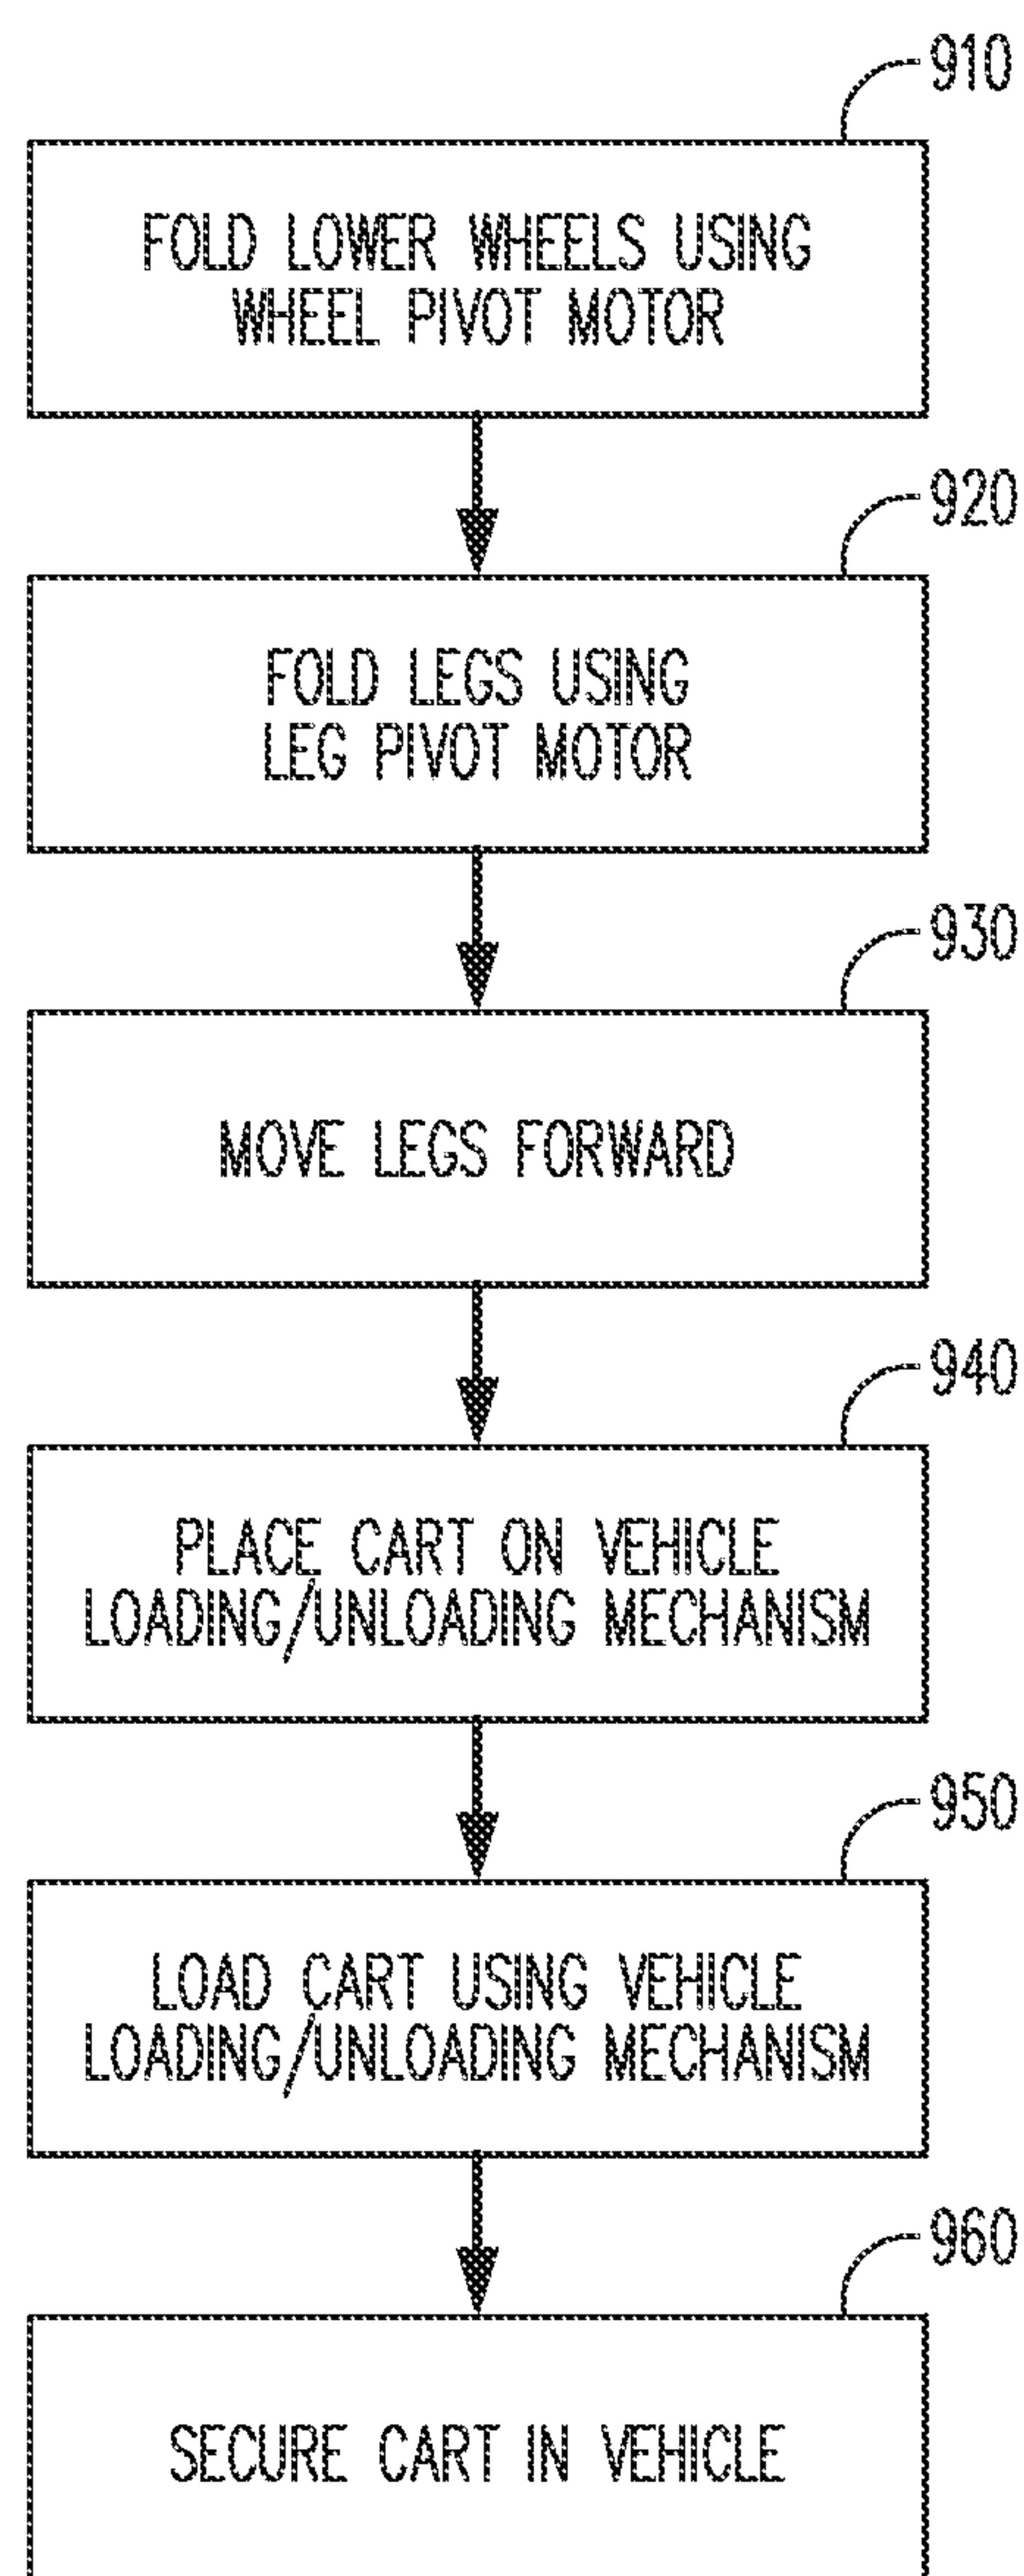 910
FOLD LOWER WHEELS USING
WHEEL PIVOT MOTOR
920
FOLD LEGS USING
LEG PIVOT MOTOR
930
MOVE LEGS FORWARD
940
PLACE CART ON VEHICLE
LOADING/UNLOADING MECHANISM
950
LOAD CART USING VEHICLE
LOADING/UNLOADING MECHANISM
960
SECURE CART IN VEHICLE